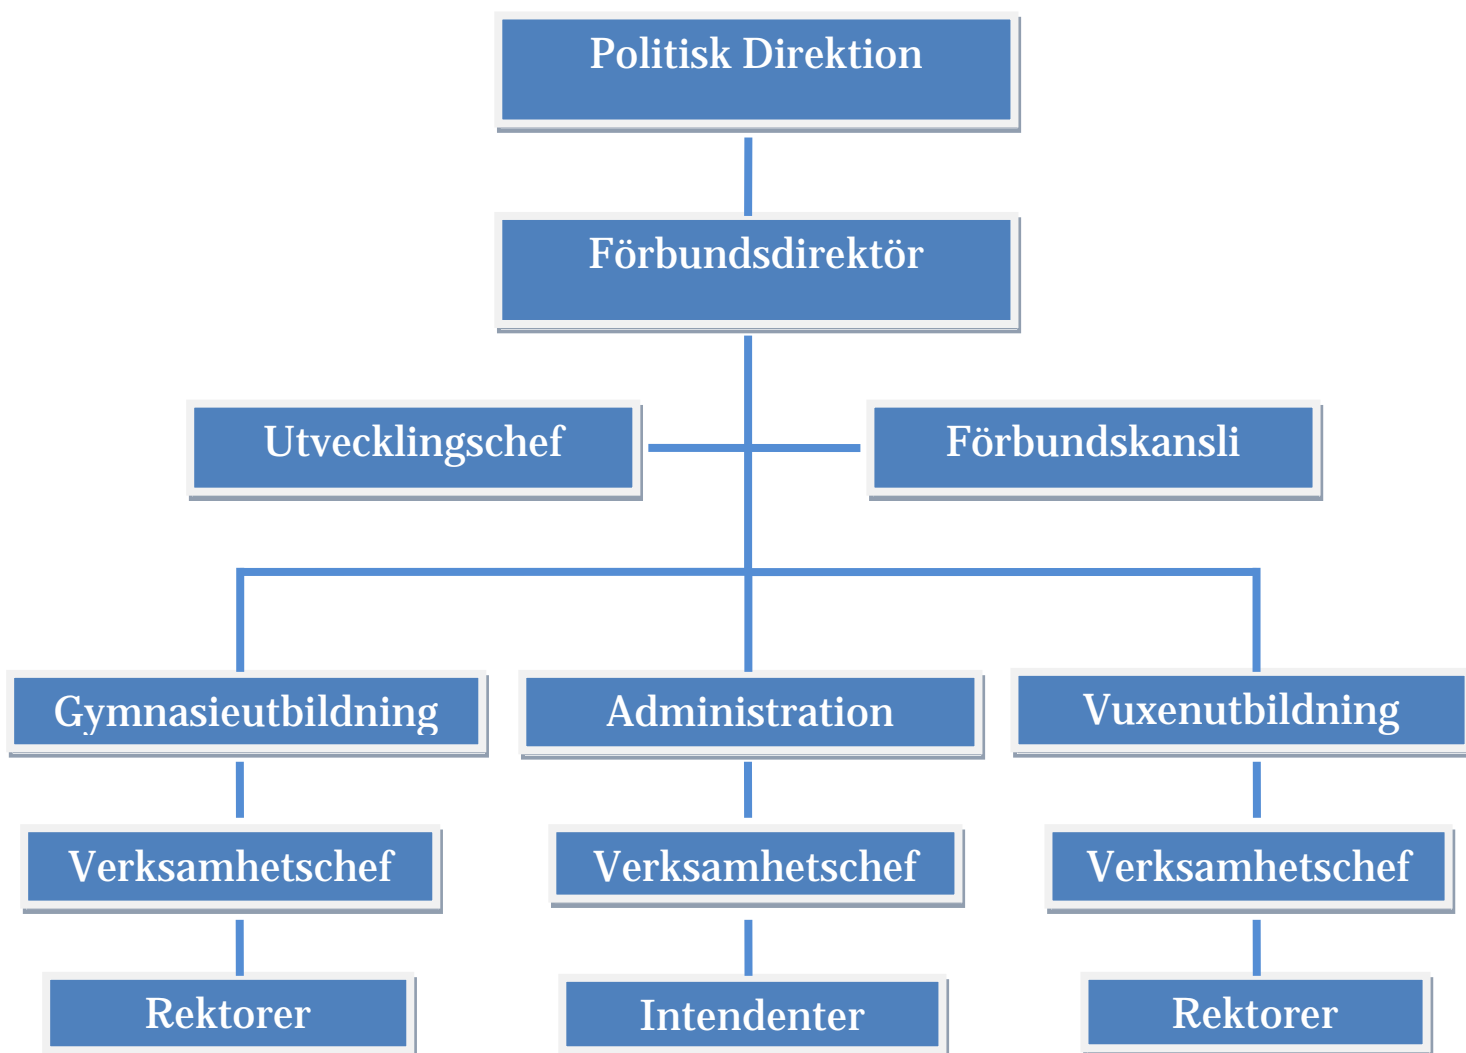 Politisk Direktion
Förbundsdirektör
Utvecklingschef
Förbundskansli
Gymnasieutbildning
Administration
Vuxenutbildning
Verksamhetschef
Verksamhetschef
Verksamhetschef
Rektorer
Intendenter
Rektorer